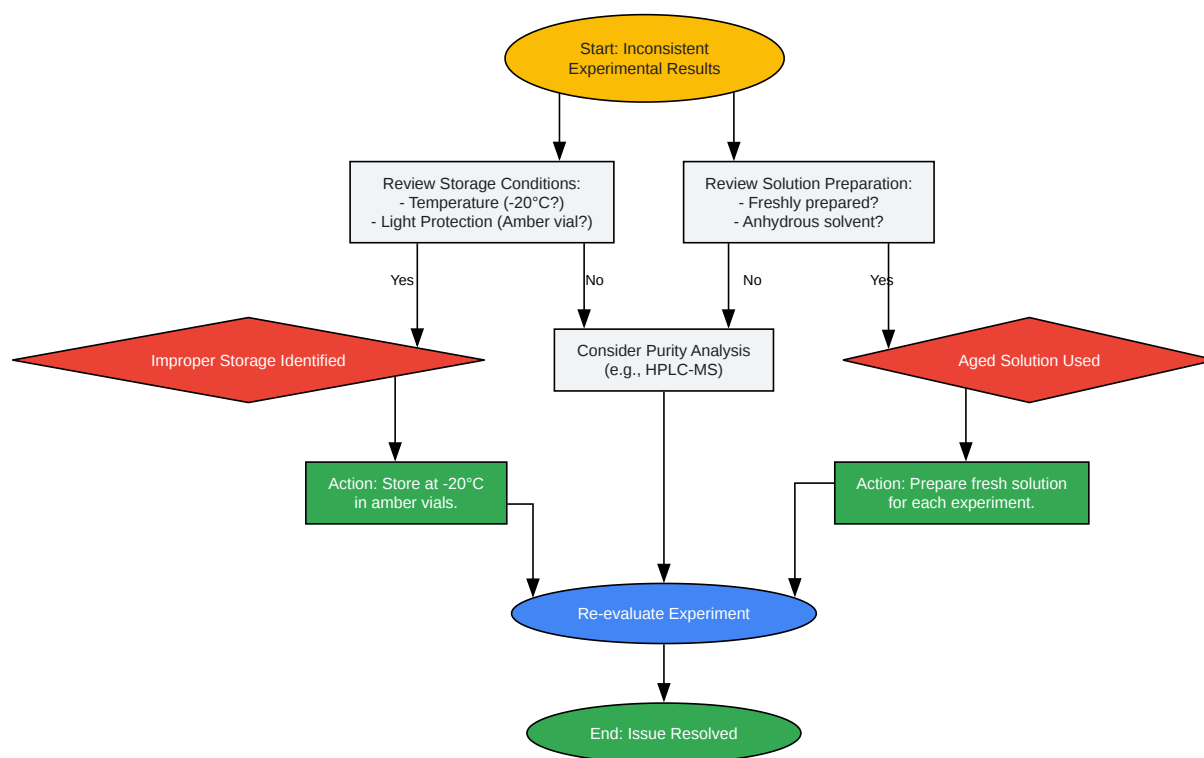 Start: Inconsistent
Experimental Results
Review Storage Conditions:
- Temperature (-20°C?)
- Light Protection (Amber vial?)
Review Solution Preparation:
- Freshly prepared?
- Anhydrous solvent?
Yes
No
No
Yes
Improper Storage Identified
Consider Purity Analysis
(e.g., HPLC-MS)
Aged Solution Used
Action: Store at -20°C
in amber vials.
Action: Prepare fresh solution
for each experiment.
Re-evaluate Experiment
End: Issue Resolved